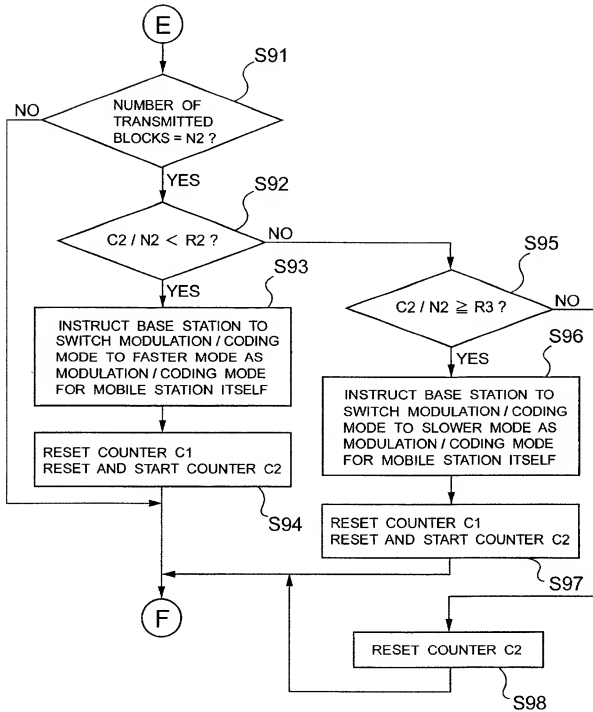 E
S91
NO
NUMBER OF
TRANSMITTED
BLOCKS = N2 ?
YES
S92
C2 / N2 < R2 ?
NO
S95
YES
S93
C2 / N2 ≧ R3 ?
NO
INSTRUCT BASE STATION TO
SWITCH MODULATION / CODING
MODE TO FASTER MODE AS
MODULATION / CODING MODE
FOR MOBILE STATION ITSELF
YES
S96
INSTRUCT BASE STATION TO
SWITCH MODULATION / CODING
MODE TO SLOWER MODE AS
MODULATION / CODING MODE
FOR MOBILE STATION ITSELF
RESET COUNTER C1
RESET AND START COUNTER C2
S94
RESET COUNTER C1
RESET AND START COUNTER C2
S97
F
RESET COUNTER C2
S98